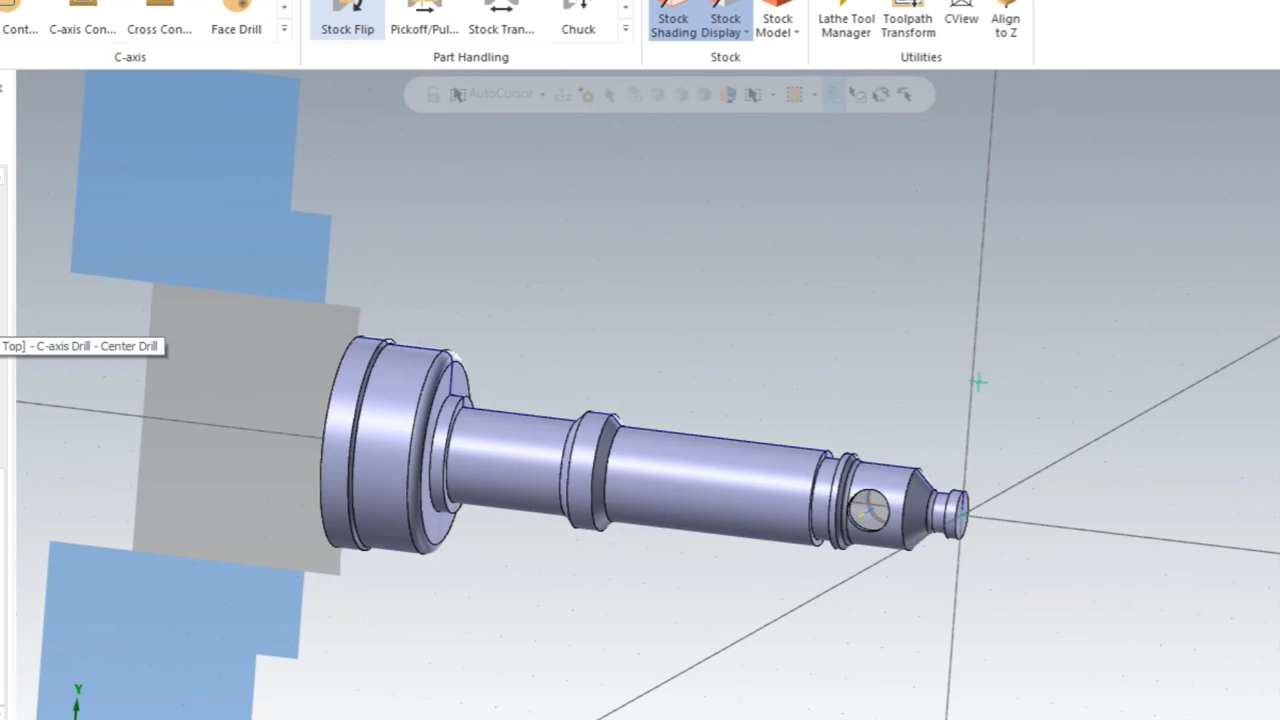 Cont... C-axis Con... Cross Con... Face Drill Stock Flip Pickoff/Pul... Stock Tran... Chuck Stock Shading Stock Display Stock Model Lathe Tool Manager Toolpath Transform CView Align to Z
C-axis Part Handling Stock Utilities
AutoCursor
Top] - C-axis Drill - Center Drill
Y